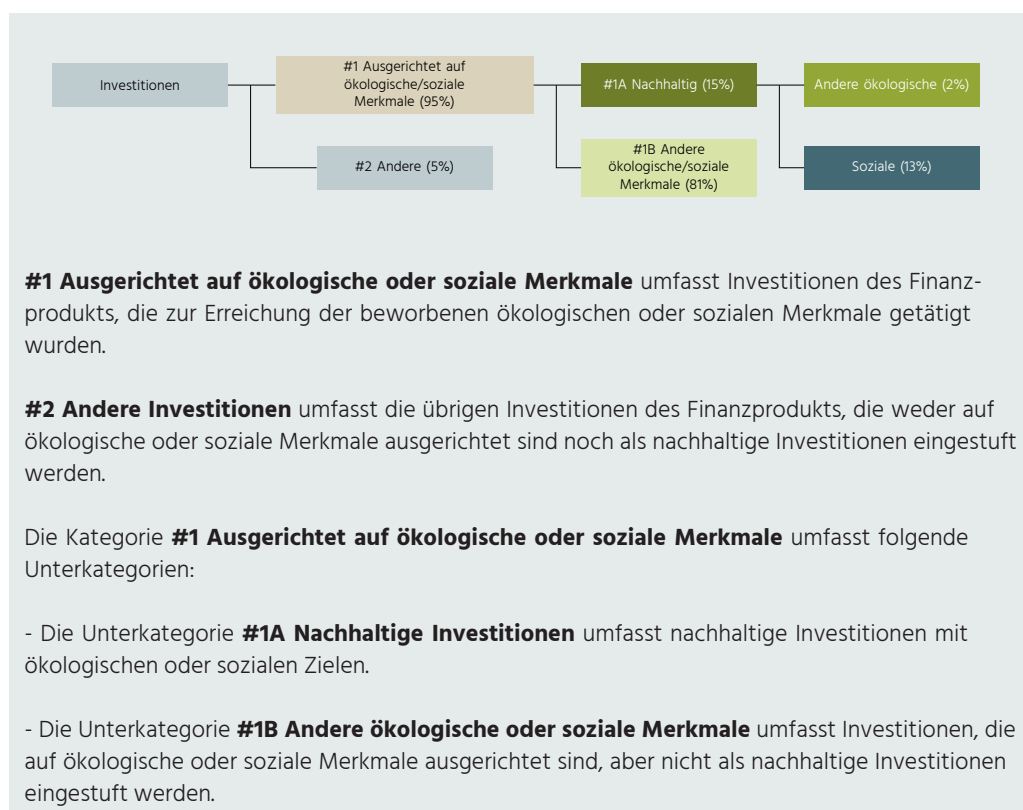 Investitionen
#1 Ausgerichtet auf
ökologische/soziale
Merkmale (95%)
#1A Nachhaltig (15%)
Andere ökologische (2%)
#2 Andere (5%)
#1B Andere
ökologische/soziale
Merkmale (81%)
Soziale (13%)
#1 Ausgerichtet auf ökologische oder soziale Merkmale umfasst Investitionen des Finanz-
produkts, die zur Erreichung der beworbenen ökologischen oder sozialen Merkmale getätigt
wurden.
#2 Andere Investitionen umfasst die übrigen Investitionen des Finanzprodukts, die weder auf
ökologische oder soziale Merkmale ausgerichtet sind noch als nachhaltige Investitionen eingestuft
werden.
Die Kategorie #1 Ausgerichtet auf ökologische oder soziale Merkmale umfasst folgende
Unterkategorien:
- Die Unterkategorie #1A Nachhaltige Investitionen umfasst nachhaltige Investitionen mit
ökologischen oder sozialen Zielen.
- Die Unterkategorie #1B Andere ökologische oder soziale Merkmale umfasst Investitionen, die
auf ökologische oder soziale Merkmale ausgerichtet sind, aber nicht als nachhaltige Investitionen
eingestuft werden.